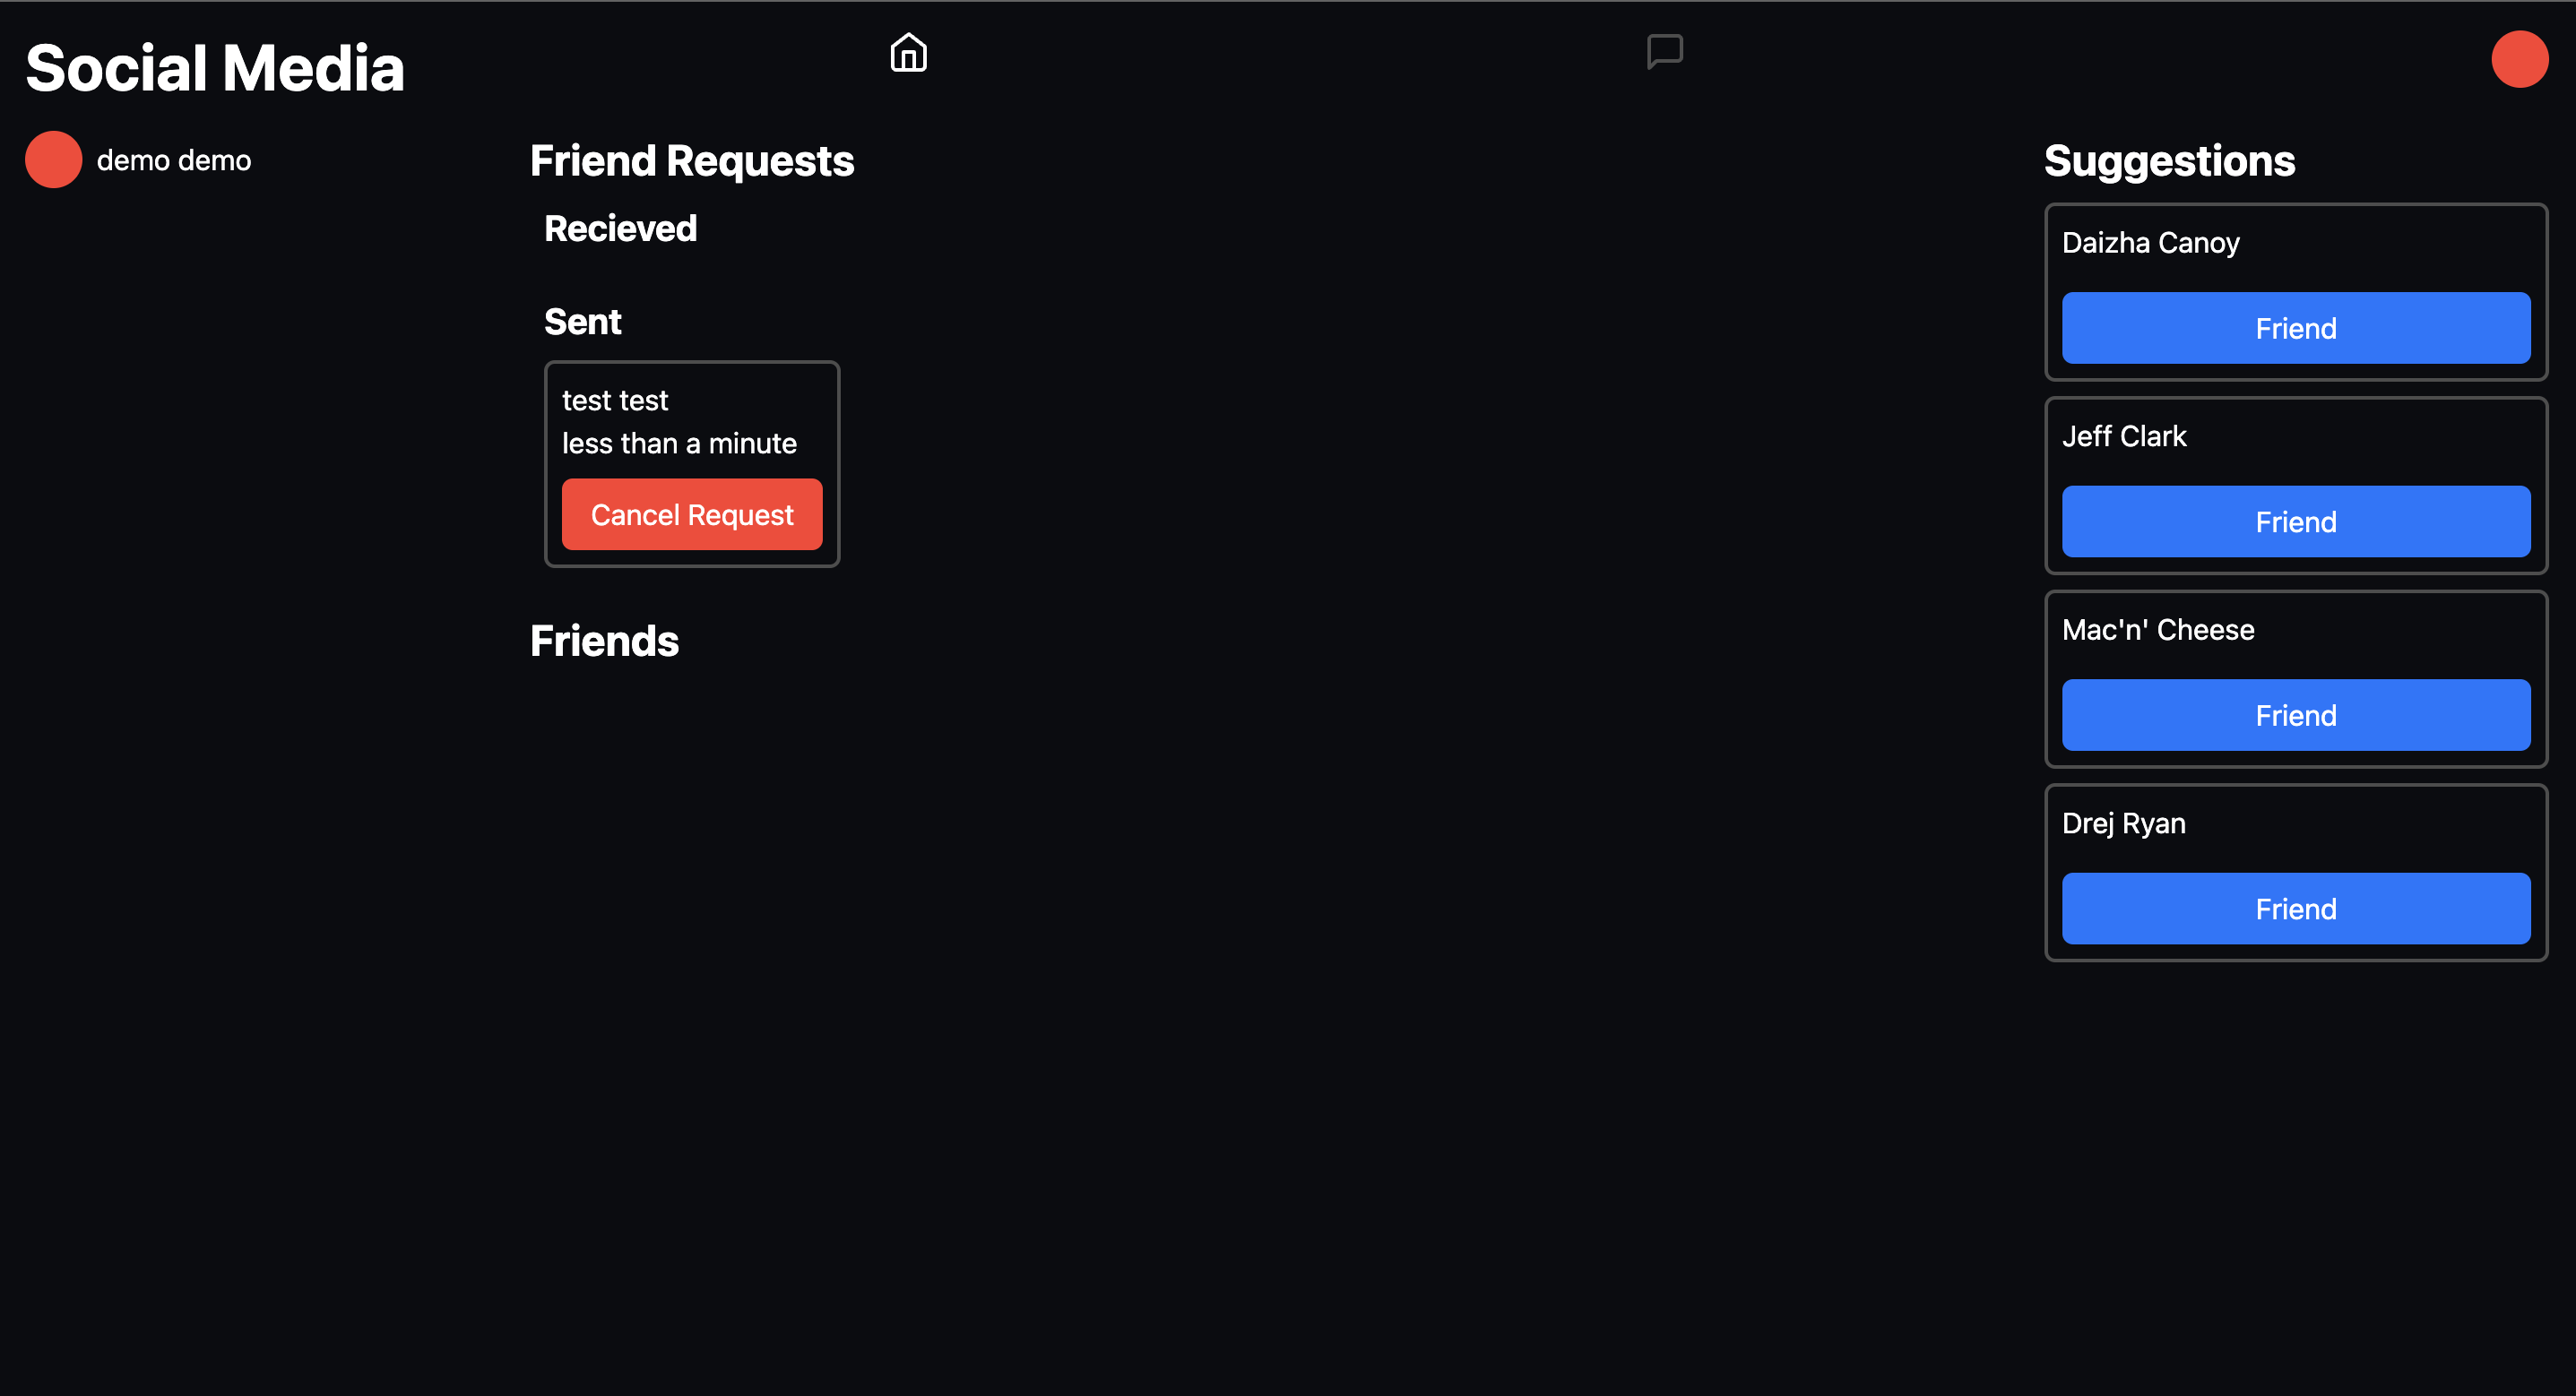 Social Media
demo demo
Friend Requests
Recieved
Sent
test test
less than a minute
Cancel Request
Friends
Suggestions
Daizha Canoy
Friend
Jeff Clark
Friend
Mac'n' Cheese
Friend
Drej Ryan
Friend